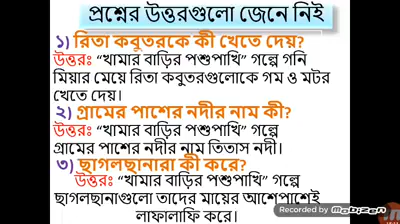 প্রশ্নের উত্তরগুলো জেনে নিই
১) রিতা কবুতরকে কী খেতে দেয়?
উত্তরঃ “খামার বাড়ির পশুপাখি” গল্পে গনি
মিয়ার মেয়ে রিতা কবুতরগুলোকে গম ও মটর
খেতে দেয়।
২) গ্রামের পাশের নদীর নাম কী?
উত্তরঃ “খামার বাড়ির পশুপাখি” গল্পে
গ্রামের পাশের নদীর নাম তিতাস নদী।
৩) ছাগলছানারা কী করে?
উত্তরঃ “খামার বাড়ির পশুপাখি” গল্পে
ছাগলছানাগুলো তাদের মায়ের আশেপাশেই
লাফালাফি করে।
Recorded by Mobizen